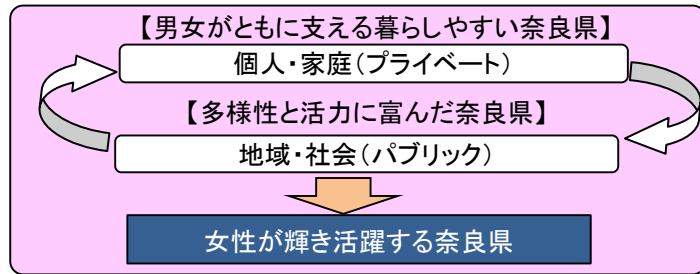 【男女がともに支える暮らしやすい奈良県】
個人・家庭（プライベート）
【多様性と活力に富んだ奈良県】
地域・社会（パブリック）
女性が輝き活躍する奈良県